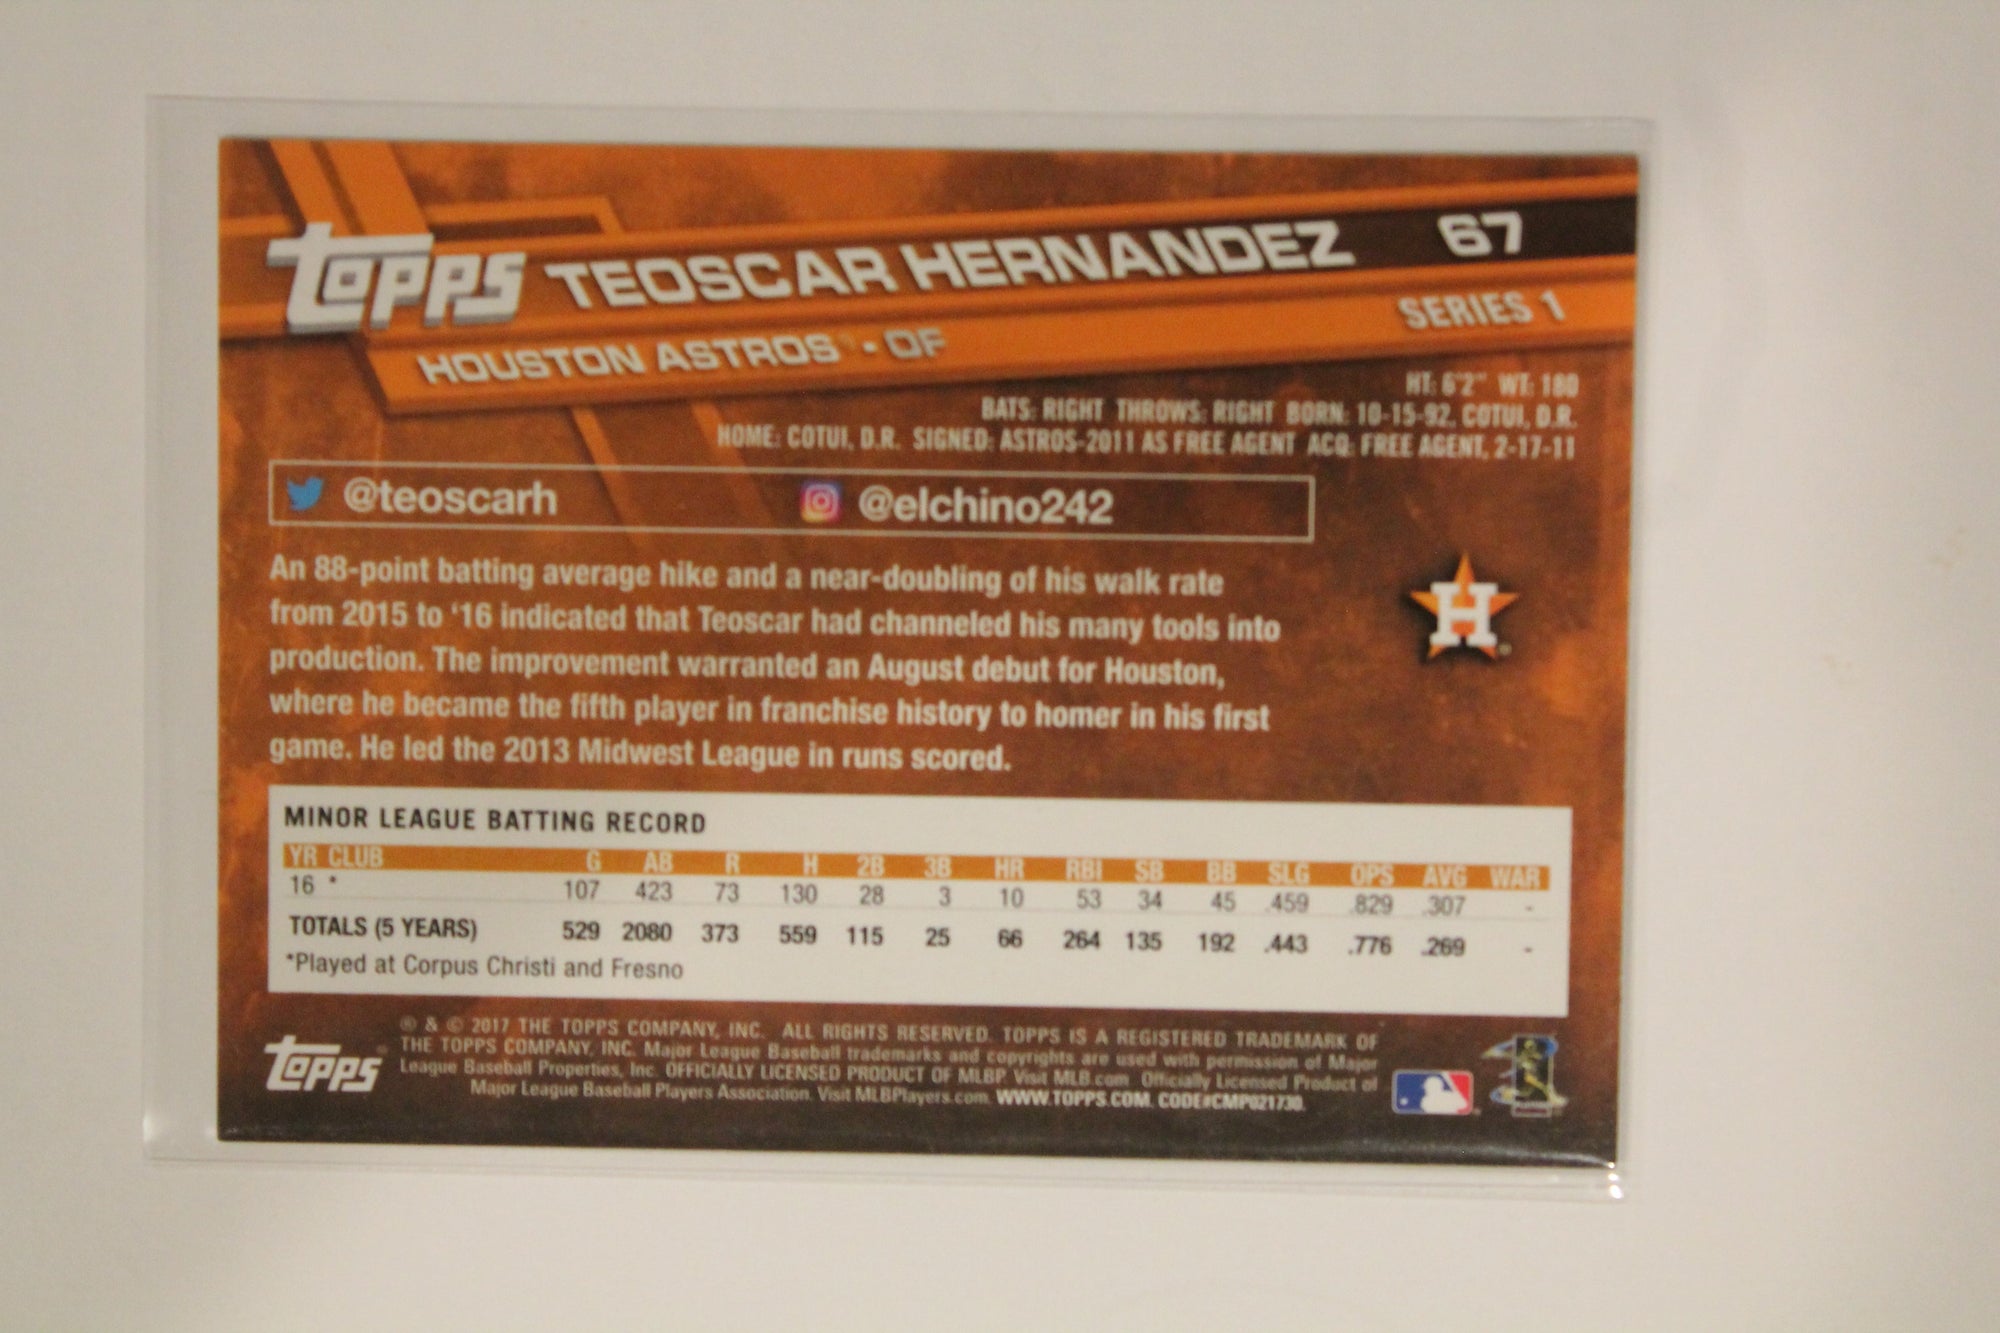 Topps TEOSCAR HERNANDEZ 67
HOUSTON ASTROS - OF SERIES 1
HT: 6'2" WT: 180
BATS: RIGHT THROWS: RIGHT BORN: 10-15-92, COTUI, D.R.
HOME: COTUI, D.R. SIGNED: ASTROS-2011 AS FREE AGENT ACQ: FREE AGENT, 2-17-11
@teoscarh @elchino242
An 88-point batting average hike and a near-doubling of his walk rate
from 2015 to ‘16 indicated that Teoscar had channeled his many tools into
production. The improvement warranted an August debut for Houston,
where he became the fifth player in franchise history to homer in his first
game. He led the 2013 Midwest League in runs scored.
H
MINOR LEAGUE BATTING RECORD
YR CLUB G AB R H 2B 3B HR RBI SB BB SLG OPS AVG WAR
16 * 107 423 73 130 28 3 10 53 34 45 .459 .829 .307 -
TOTALS (5 YEARS) 529 2080 373 559 115 25 66 264 135 192 .443 .776 .269 -
*Played at Corpus Christi and Fresno
Topps
® & © 2017 THE TOPPS COMPANY, INC. ALL RIGHTS RESERVED. TOPPS IS A REGISTERED TRADEMARK OF
THE TOPPS COMPANY, INC. Major League Baseball trademarks and copyrights are used with permission of Major
League Baseball Properties, Inc. OFFICIALLY LICENSED PRODUCT OF MLBP. Visit MLB.com. Officially Licensed Product of
Major League Baseball Players Association. Visit MLBPlayers.com. WWW.TOPPS.COM. CODE#CMP021730.